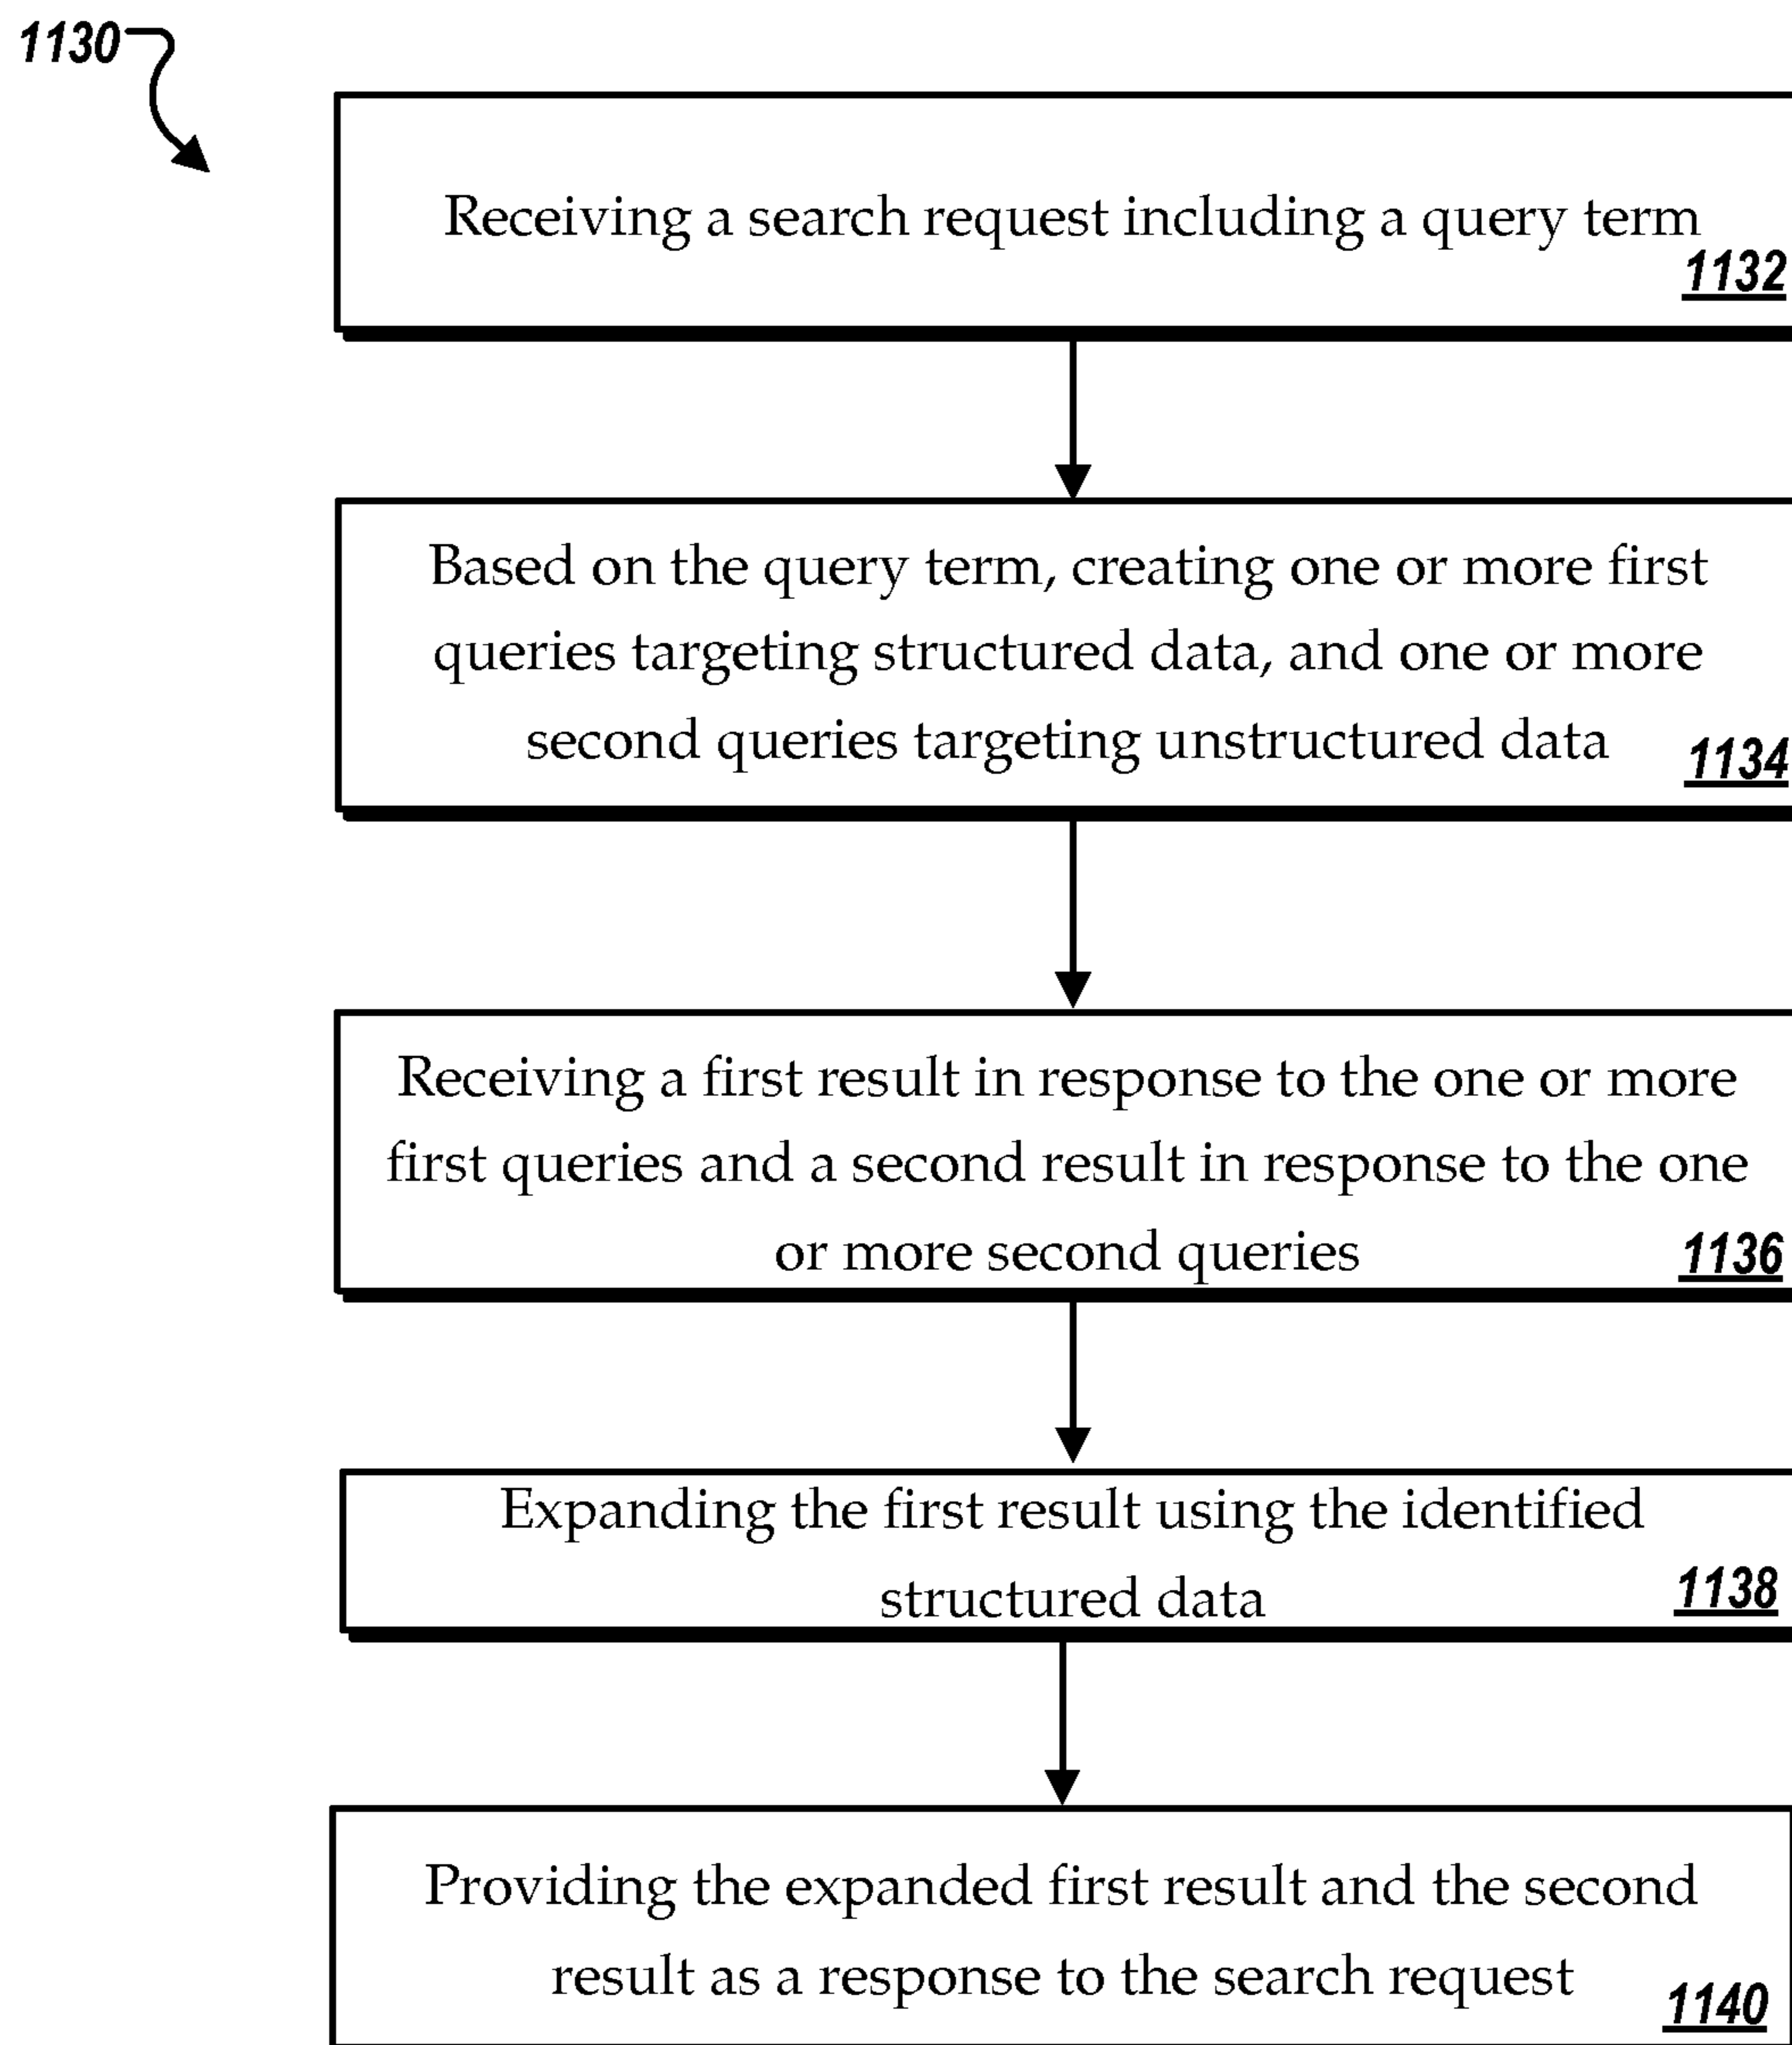 1130
Receiving a search request including a query term
1132
Based on the query term, creating one or more first
queries targeting structured data, and one or more
second queries targeting unstructured data
1134
Receiving a first result in response to the one or more
first queries and a second result in response to the one
or more second queries
1136
Expanding the first result using the identified
structured data
1138
Providing the expanded first result and the second
result as a response to the search request
1140